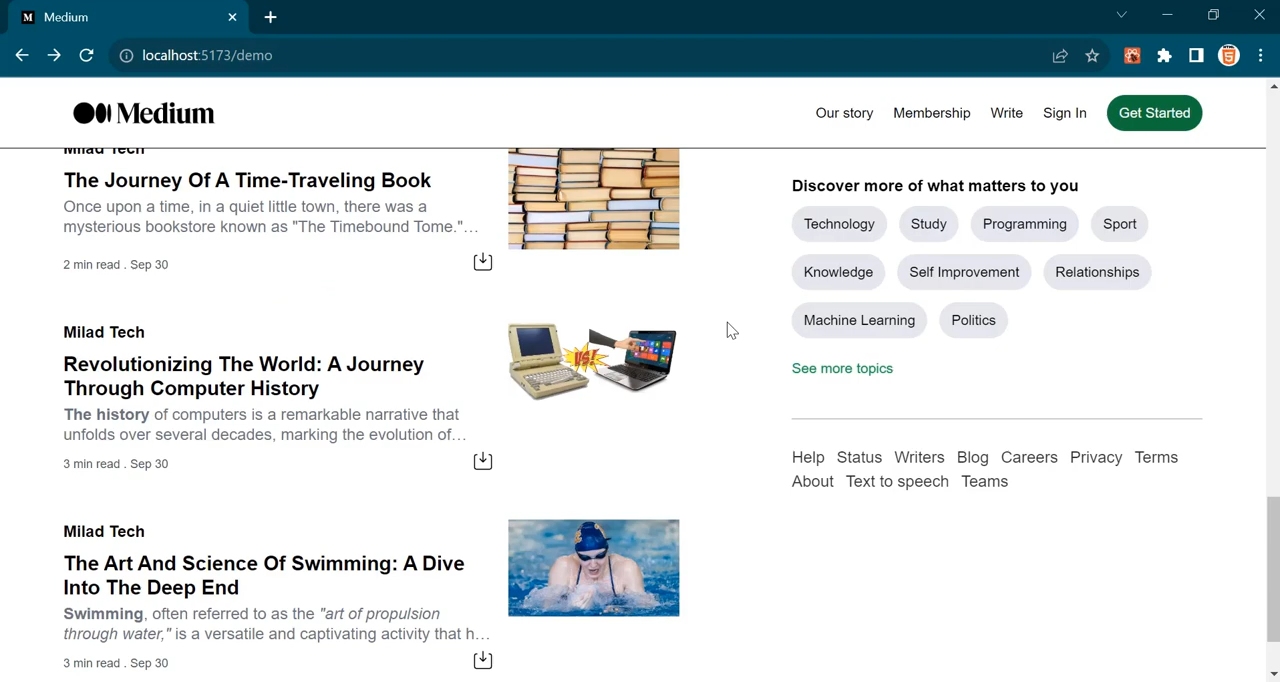 Medium
localhost:5173/demo
Medium
Our story Membership Write Sign In Get Started
Milad Tech
The Journey Of A Time-Traveling Book
Once upon a time, in a quiet little town, there was a
mysterious bookstore known as "The Timebound Tome."...
2 min read . Sep 30
Milad Tech
Revolutionizing The World: A Journey
Through Computer History
The history of computers is a remarkable narrative that
unfolds over several decades, marking the evolution of...
3 min read . Sep 30
VS!
Milad Tech
The Art And Science Of Swimming: A Dive
Into The Deep End
Swimming, often referred to as the "art of propulsion
through water," is a versatile and captivating activity that h...
3 min read . Sep 30
Discover more of what matters to you
Technology Study Programming Sport
Knowledge Self Improvement Relationships
Machine Learning Politics
See more topics
Help Status Writers Blog Careers Privacy Terms
About Text to speech Teams